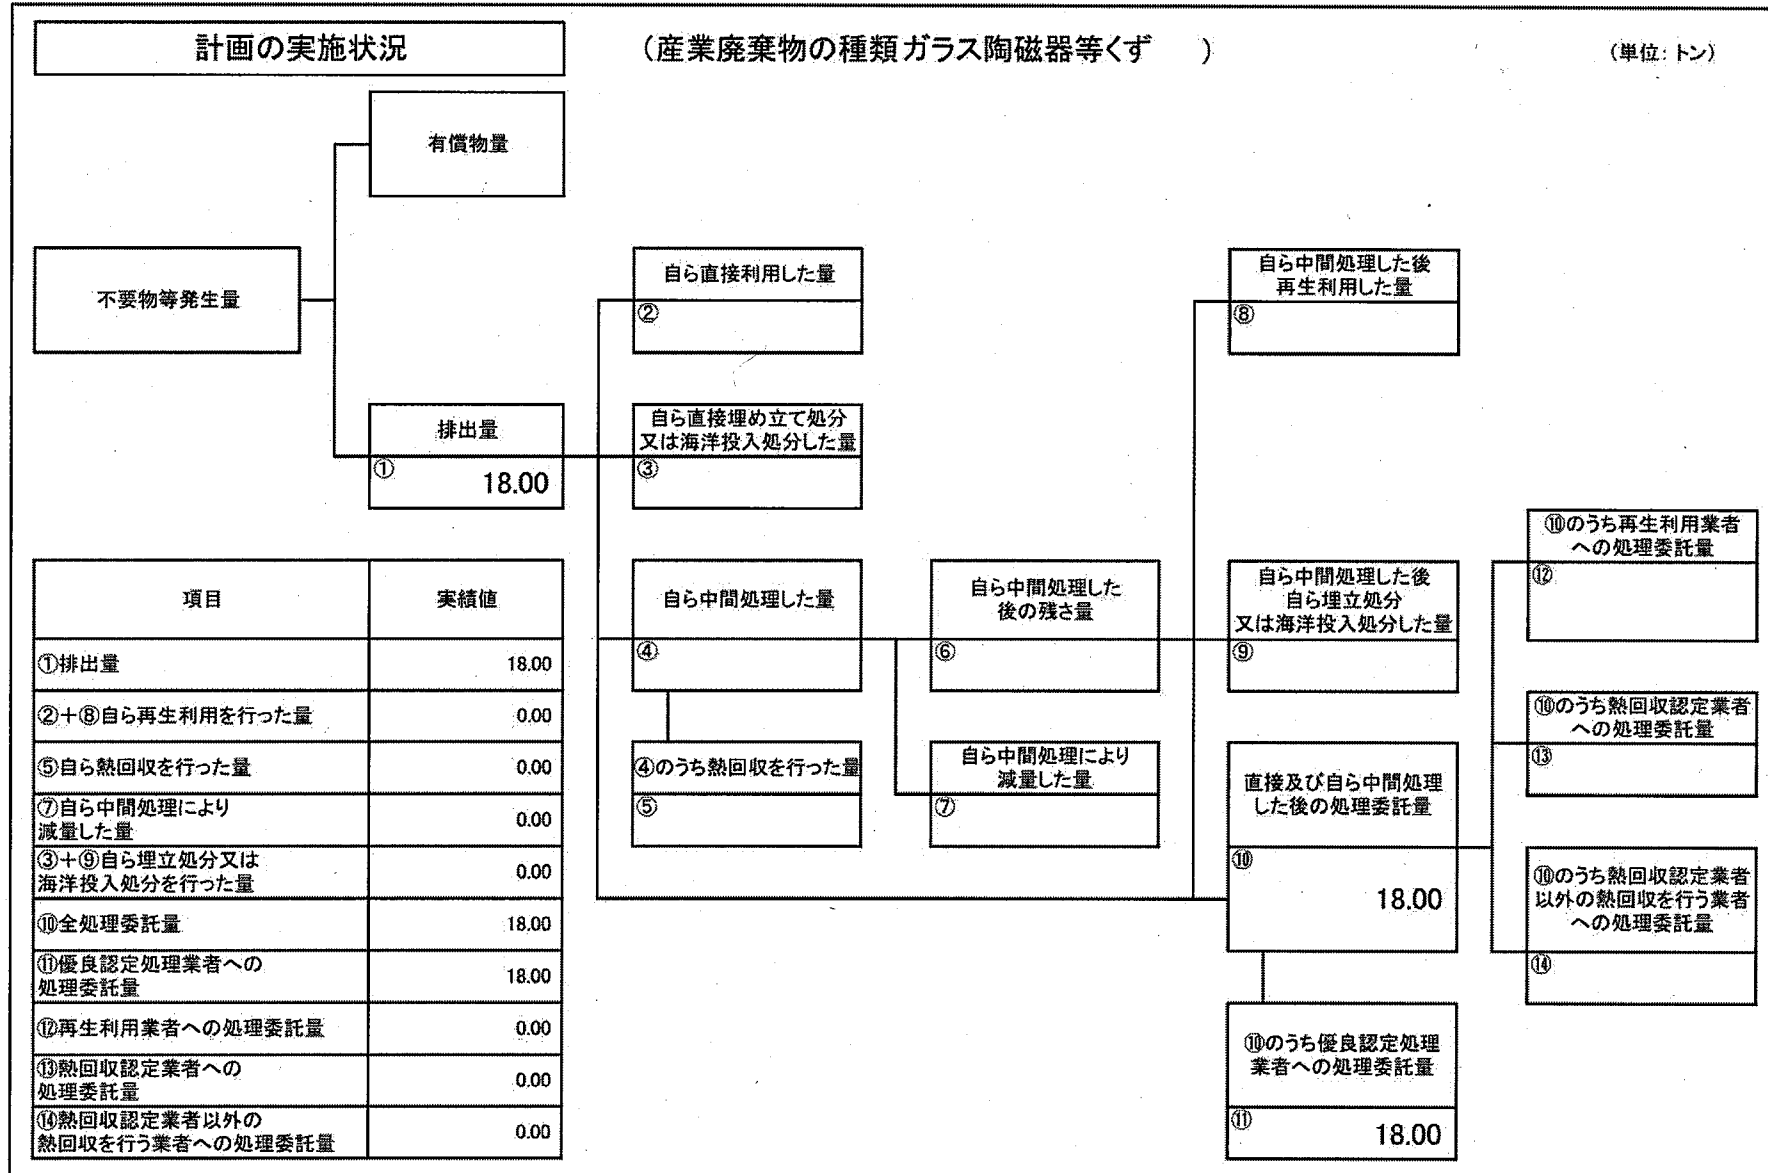 計画の実施状況
(産業廃棄物の種類ガラス陶磁器等くず )
(単位:トン)
有償物量
不要物等発生量
自ら直接利用した量
②
自ら中間処理した後
再生利用した量
⑧
排出量
①
18.00
自ら直接埋め立て処分
又は海洋投入処分した量
③
⑩のうち再生利用業者
への処理委託量
⑫
自ら中間処理した量
④
自ら中間処理した
後の残さ量
⑥
自ら中間処理した後
自ら埋立処分
又は海洋投入処分した量
⑨
⑩のうち熱回収認定業者
への処理委託量
⑬
④のうち熱回収を行った量
⑤
自ら中間処理により
減量した量
⑦
直接及び自ら中間処理
した後の処理委託量
⑩
18.00
⑩のうち熱回収認定業者
以外の熱回収を行う業者
への処理委託量
⑭
⑩のうち優良認定処理
業者への処理委託量
⑪
18.00
項目 実績値
①排出量 18.00
②+⑧自ら再生利用を行った量 0.00
⑤自ら熱回収を行った量 0.00
⑦自ら中間処理により
減量した量 0.00
③+⑨自ら埋立処分又は
海洋投入処分を行った量 0.00
⑩全処理委託量 18.00
⑪優良認定処理業者への
処理委託量 18.00
⑫再生利用業者への処理委託量 0.00
⑬熱回収認定業者への
処理委託量 0.00
⑭熱回収認定業者以外の
熱回収を行う業者への処理委託量 0.00